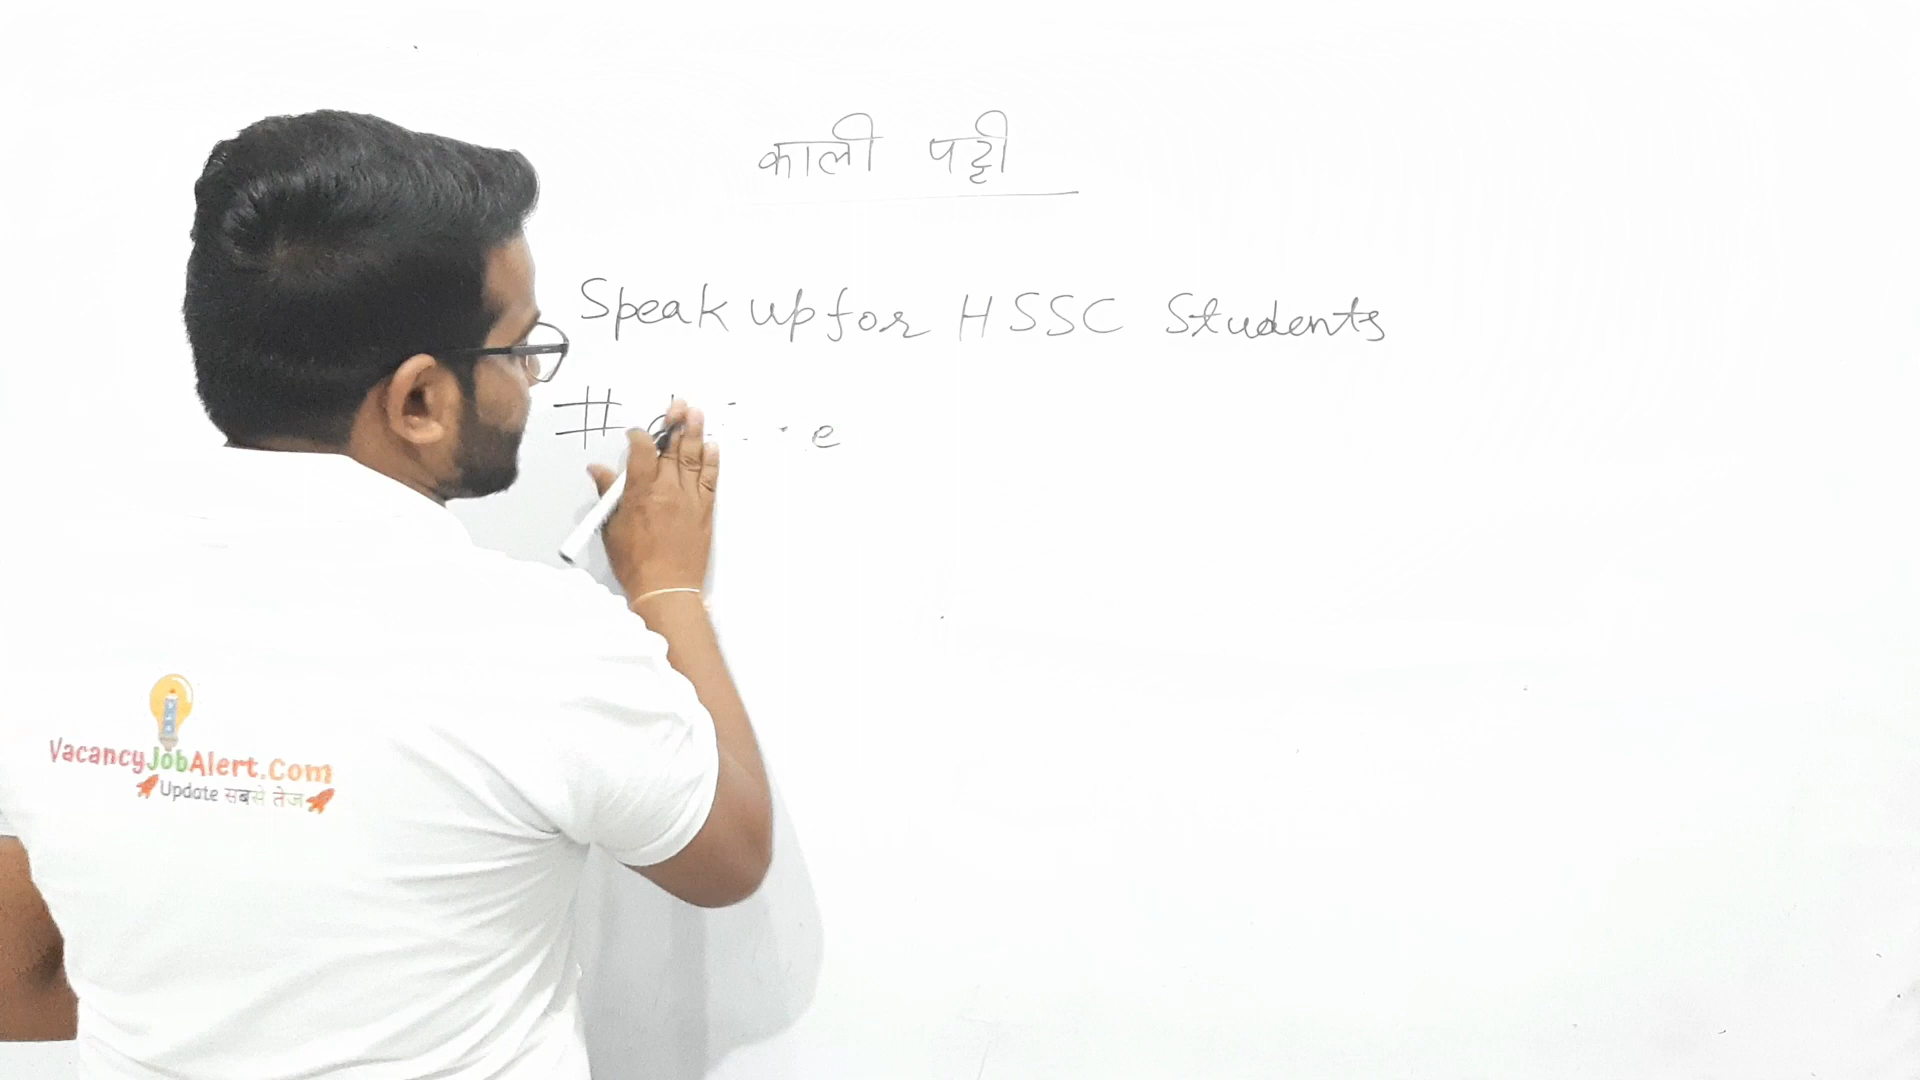 काली पट्टी
Speak up for HSSC Students
#
VacancyJobAlert.Com
Update सबसे तेज